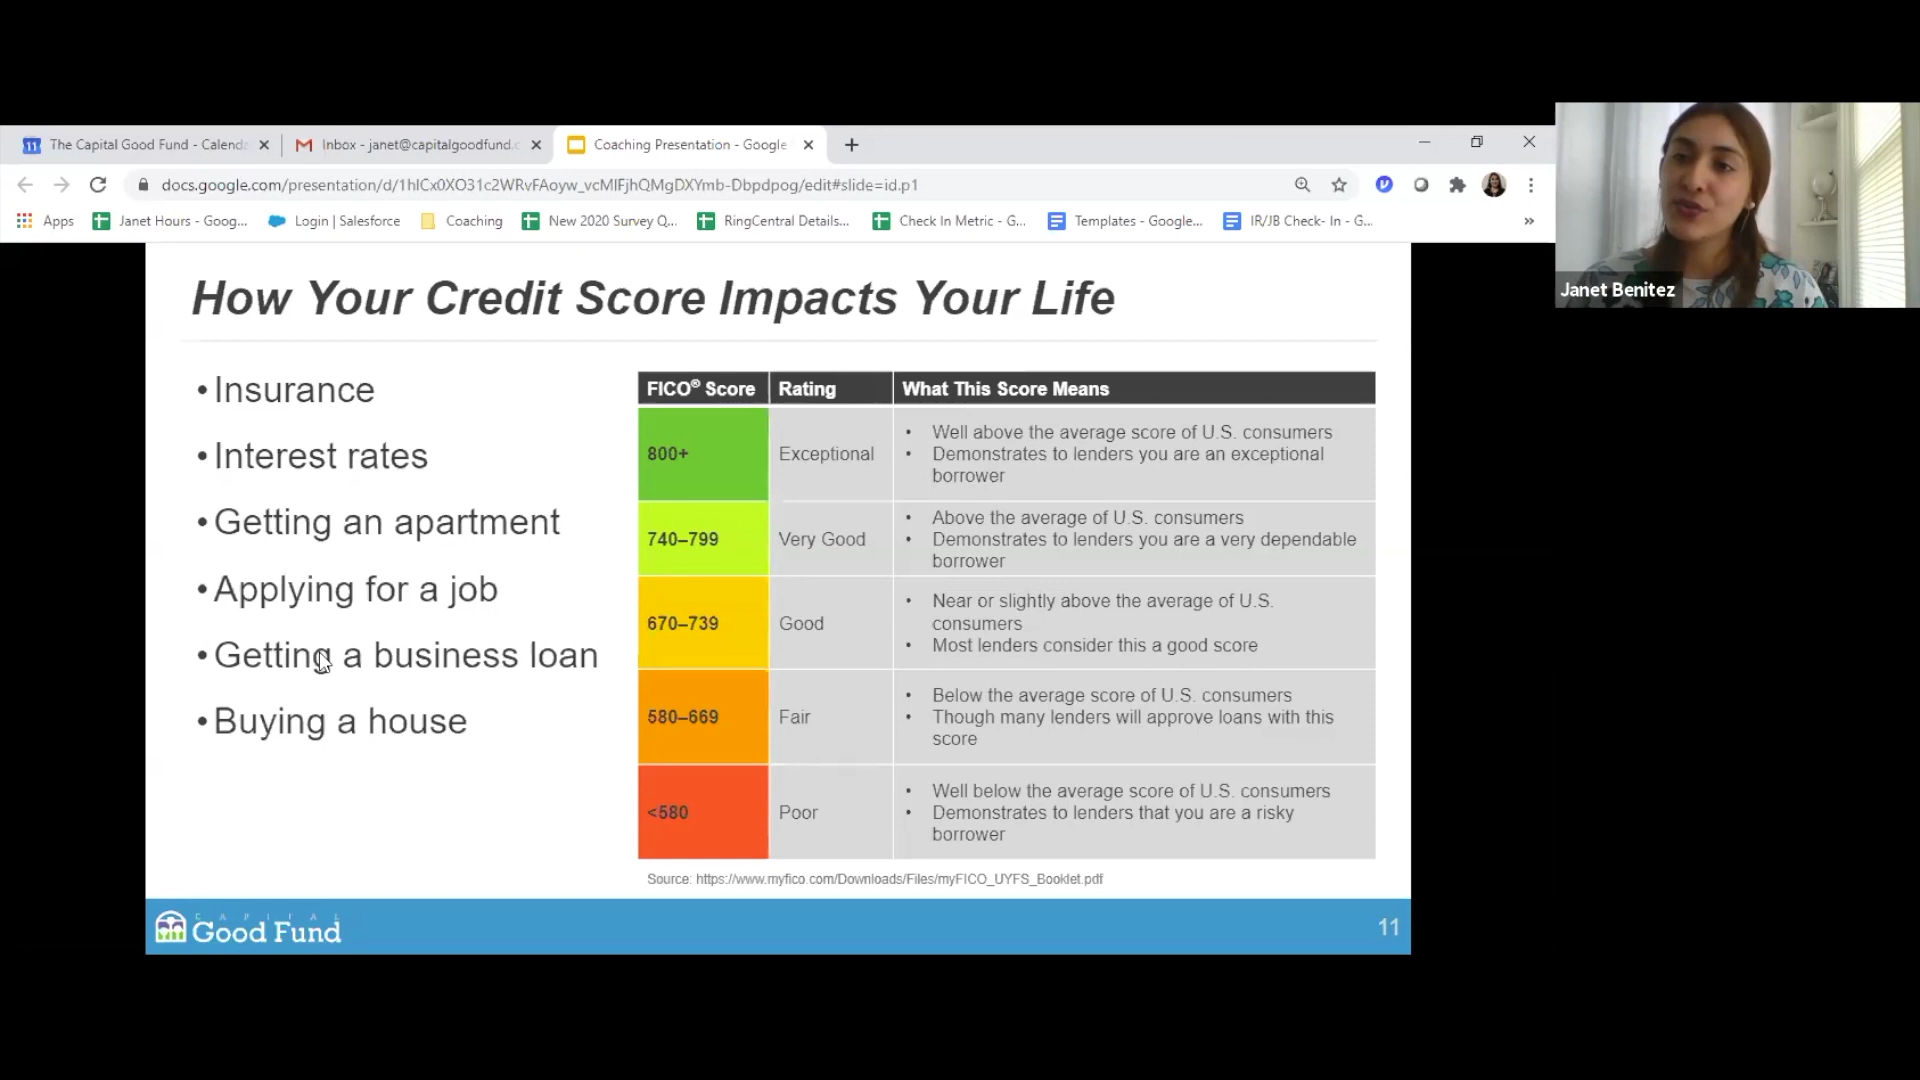 The Capital Good Fund - Calend
Inbox - janet@capitalgoodfund.c
Coaching Presentation - Google
docs.google.com/presentation/d/1hlCx0XO31c2WRvFAoyw_vcMlFjhQMgDXYmb-Dbpdpog/edit#slide=id.p1
Apps
Janet Hours - Goog...
Login | Salesforce
Coaching
New 2020 Survey Q...
RingCentral Details...
Check In Metric - G...
Templates - Google...
IR/JB Check- In - G...
»
Janet Benitez
How Your Credit Score Impacts Your Life
• Insurance
• Interest rates
• Getting an apartment
• Applying for a job
• Getting a business loan
• Buying a house
FICO® Score Rating What This Score Means
800+ Exceptional
• Well above the average score of U.S. consumers
• Demonstrates to lenders you are an exceptional
borrower
740–799 Very Good
• Above the average of U.S. consumers
• Demonstrates to lenders you are a very dependable
borrower
670–739 Good
• Near or slightly above the average of U.S.
consumers
• Most lenders consider this a good score
580–669 Fair
• Below the average score of U.S. consumers
• Though many lenders will approve loans with this
score
<580 Poor
• Well below the average score of U.S. consumers
• Demonstrates to lenders that you are a risky
borrower
Source: https://www.myfico.com/Downloads/Files/myFICO_UYFS_Booklet.pdf
CAPITAL
Good Fund
11